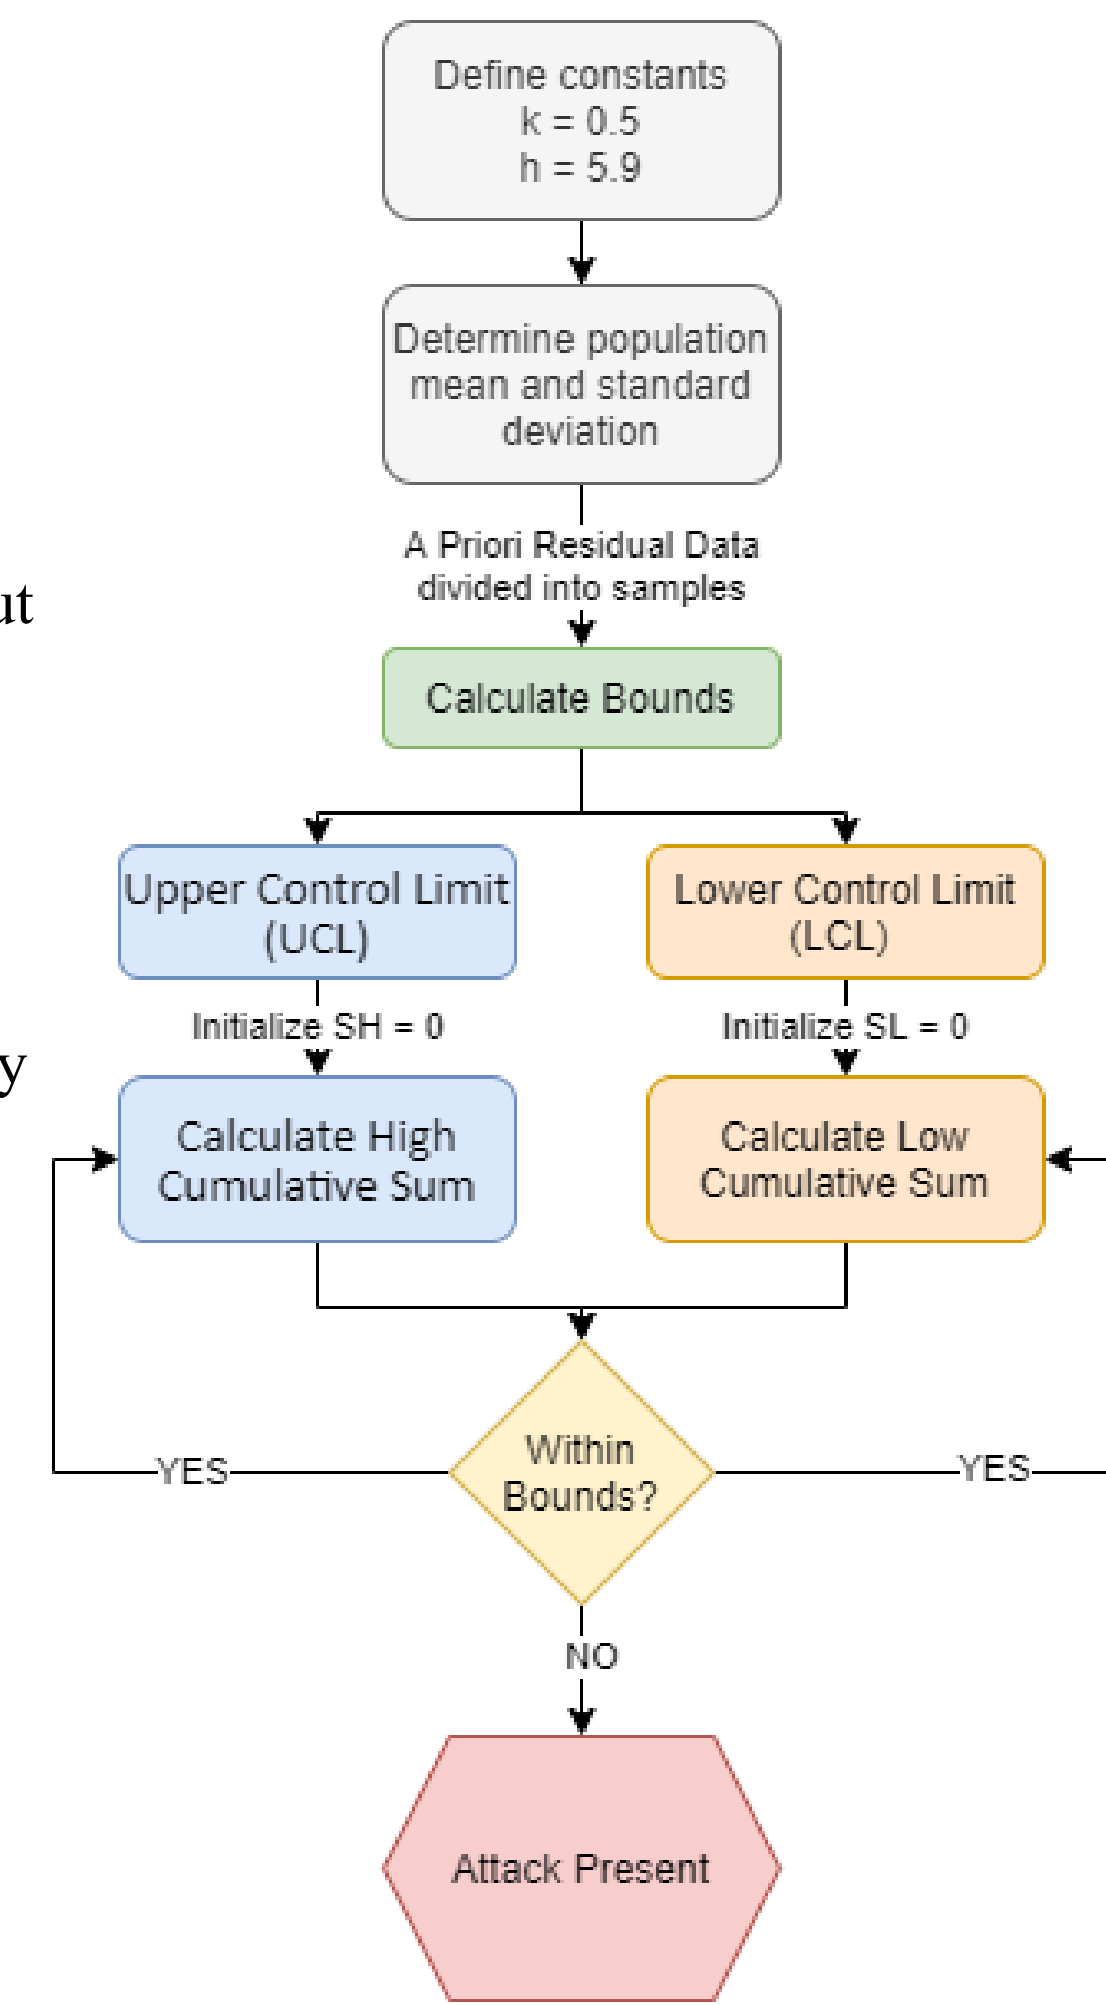 Define constants
k = 0.5
h = 5.9
Determine population
mean and standard
deviation
A Priori Residual Data
divided into samples
ut
Calculate Bounds
Upper Control Limit
(UCL)
Lower Control Limit
(LCL)
Initialize SH = 0
Initialize SL = 0
y
Calculate High
Cumulative Sum
Calculate Low
Cumulative Sum
Within
Bounds?
YES
YES
NO
Attack Present